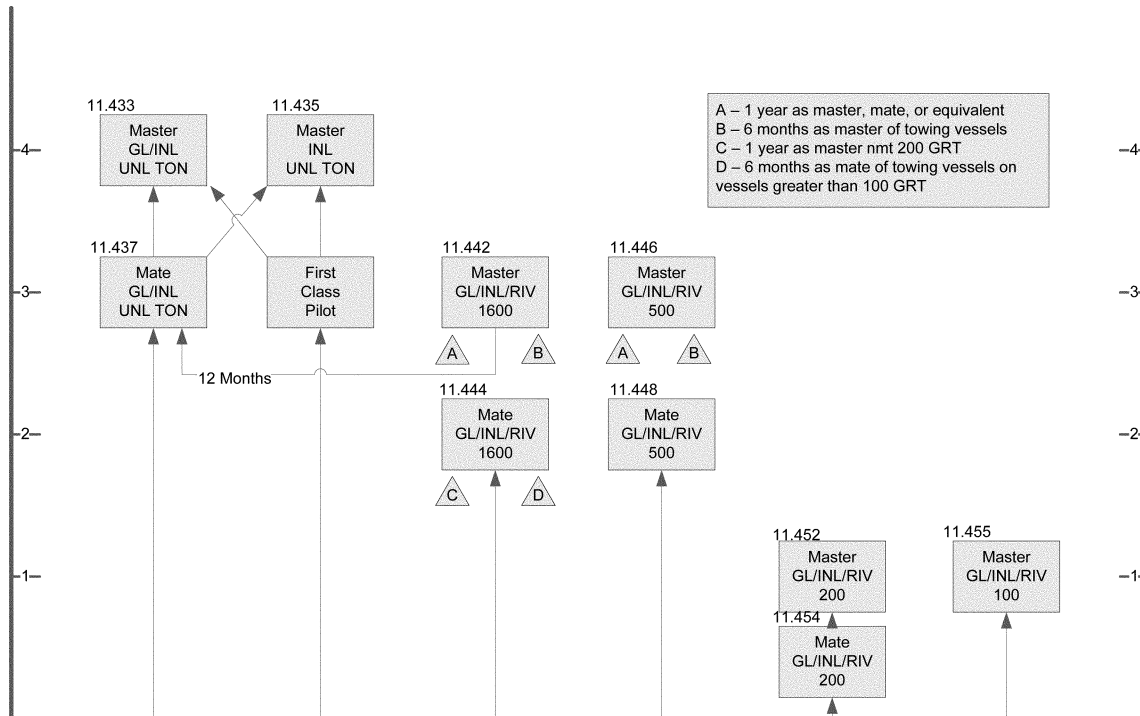 11.433
Master
GL/INL
UNL TON
11.435
Master
INL
UNL TON
A – 1 year as master, mate, or equivalent
B – 6 months as master of towing vessels
C – 1 year as master nmt 200 GRT
D – 6 months as mate of towing vessels on
vessels greater than 100 GRT
4
4
11.437
Mate
GL/INL
UNL TON
First
Class
Pilot
11.442
Master
GL/INL/RIV
1600
11.446
Master
GL/INL/RIV
500
3
3
A
B
A
B
12 Months
11.444
Mate
GL/INL/RIV
1600
11.448
Mate
GL/INL/RIV
500
2
2
C
D
11.452
Master
GL/INL/RIV
200
11.455
Master
GL/INL/RIV
100
1
1
11.454
Mate
GL/INL/RIV
200